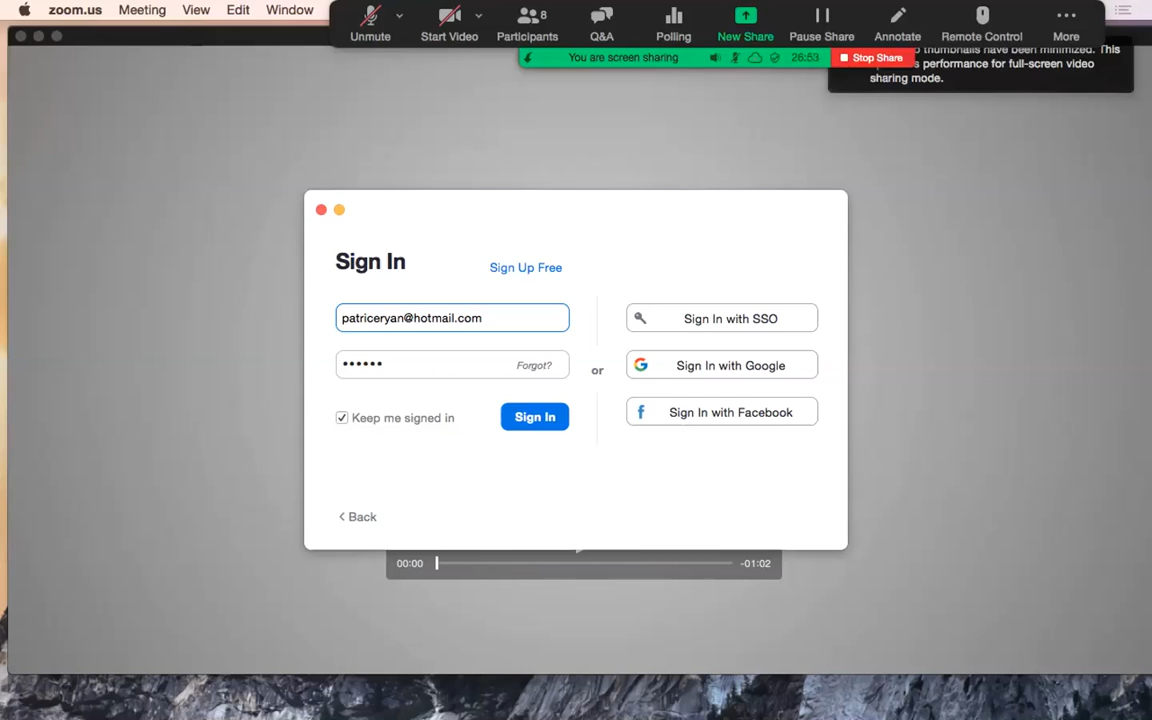 zoom.us Meeting View Edit Window
8
Unmute Start Video Participants Q&A Polling New Share Pause Share Annotate Remote Control More
You are screen sharing 26:53 Stop Share
thumbnails have been minimized. This
performance for full-screen video
sharing mode.
Sign In
Sign Up Free
patriceryan@hotmail.com
Sign In with SSO
•••••• Forgot?
or
Sign In with Google
Keep me signed in
Sign In
Sign In with Facebook
< Back
00:00
-01:02